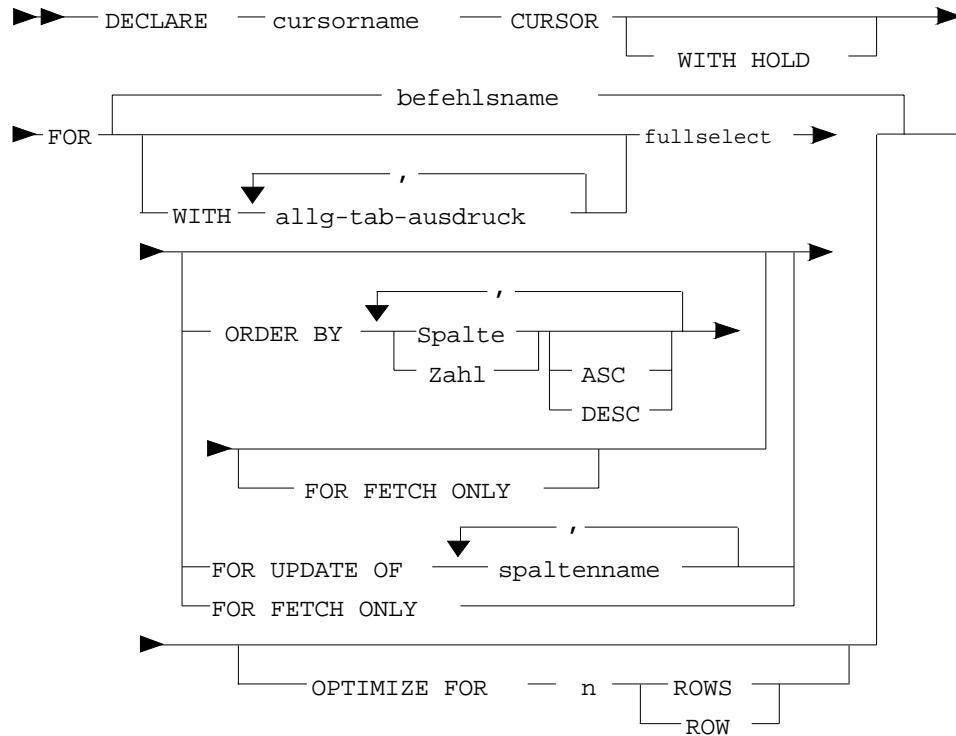 DECLARE cursorname CURSOR
WITH HOLD
befehlsname
FOR fullselect
,
WITH allg-tab-ausdruck
,
ORDER BY Spalte
Zahl ASC
DESC
FOR FETCH ONLY
,
FOR UPDATE OF spaltenname
FOR FETCH ONLY
OPTIMIZE FOR n ROWS
ROW